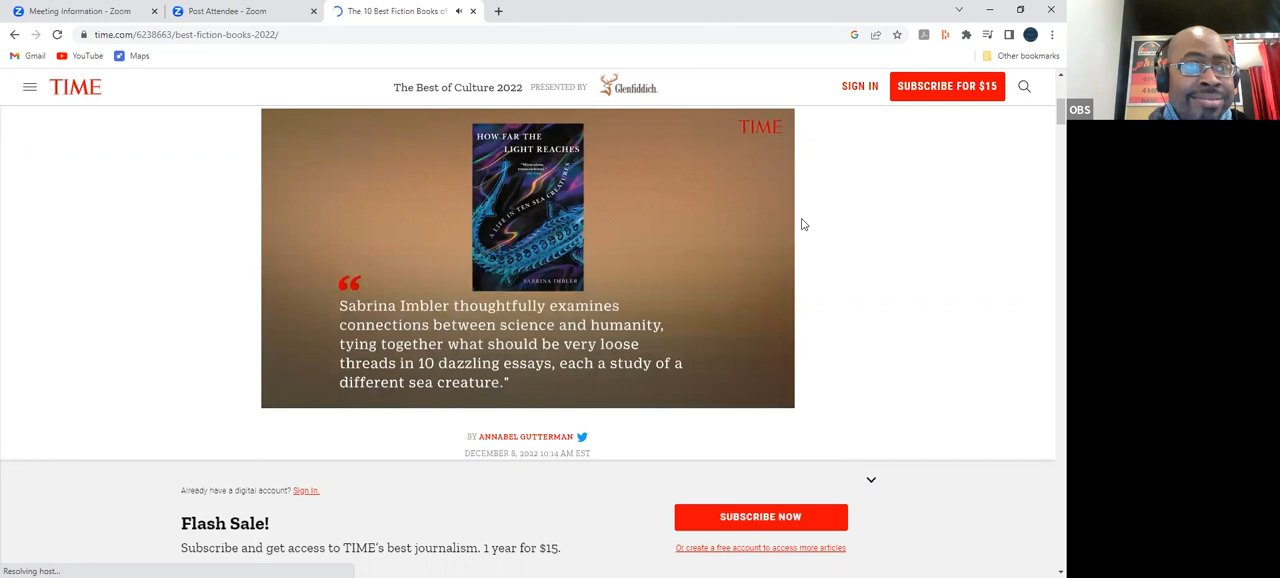 Meeting Information - Zoom
Post Attendee - Zoom
The 10 Best Fiction Books of
time.com/6238663/best-fiction-books-2022/
Gmail
YouTube
Maps
Other bookmarks
TIME
The Best of Culture 2022 PRESENTED BY Glenfiddich.
SIGN IN
SUBSCRIBE FOR $15
OBS
TIME
HOW FAR THE
LIGHT REACHES
A LIFE IN TEN SEA CREATURES
SABRINA IMBLER
“
Sabrina Imbler thoughtfully examines
connections between science and humanity,
tying together what should be very loose
threads in 10 dazzling essays, each a study of a
different sea creature."
BY ANNABEL GUTTERMAN
DECEMBER 8, 2022 10:14 AM EST
Already have a digital account? Sign In.
Flash Sale!
Subscribe and get access to TIME's best journalism. 1 year for $15.
SUBSCRIBE NOW
Or create a free account to access more articles
Resolving host...